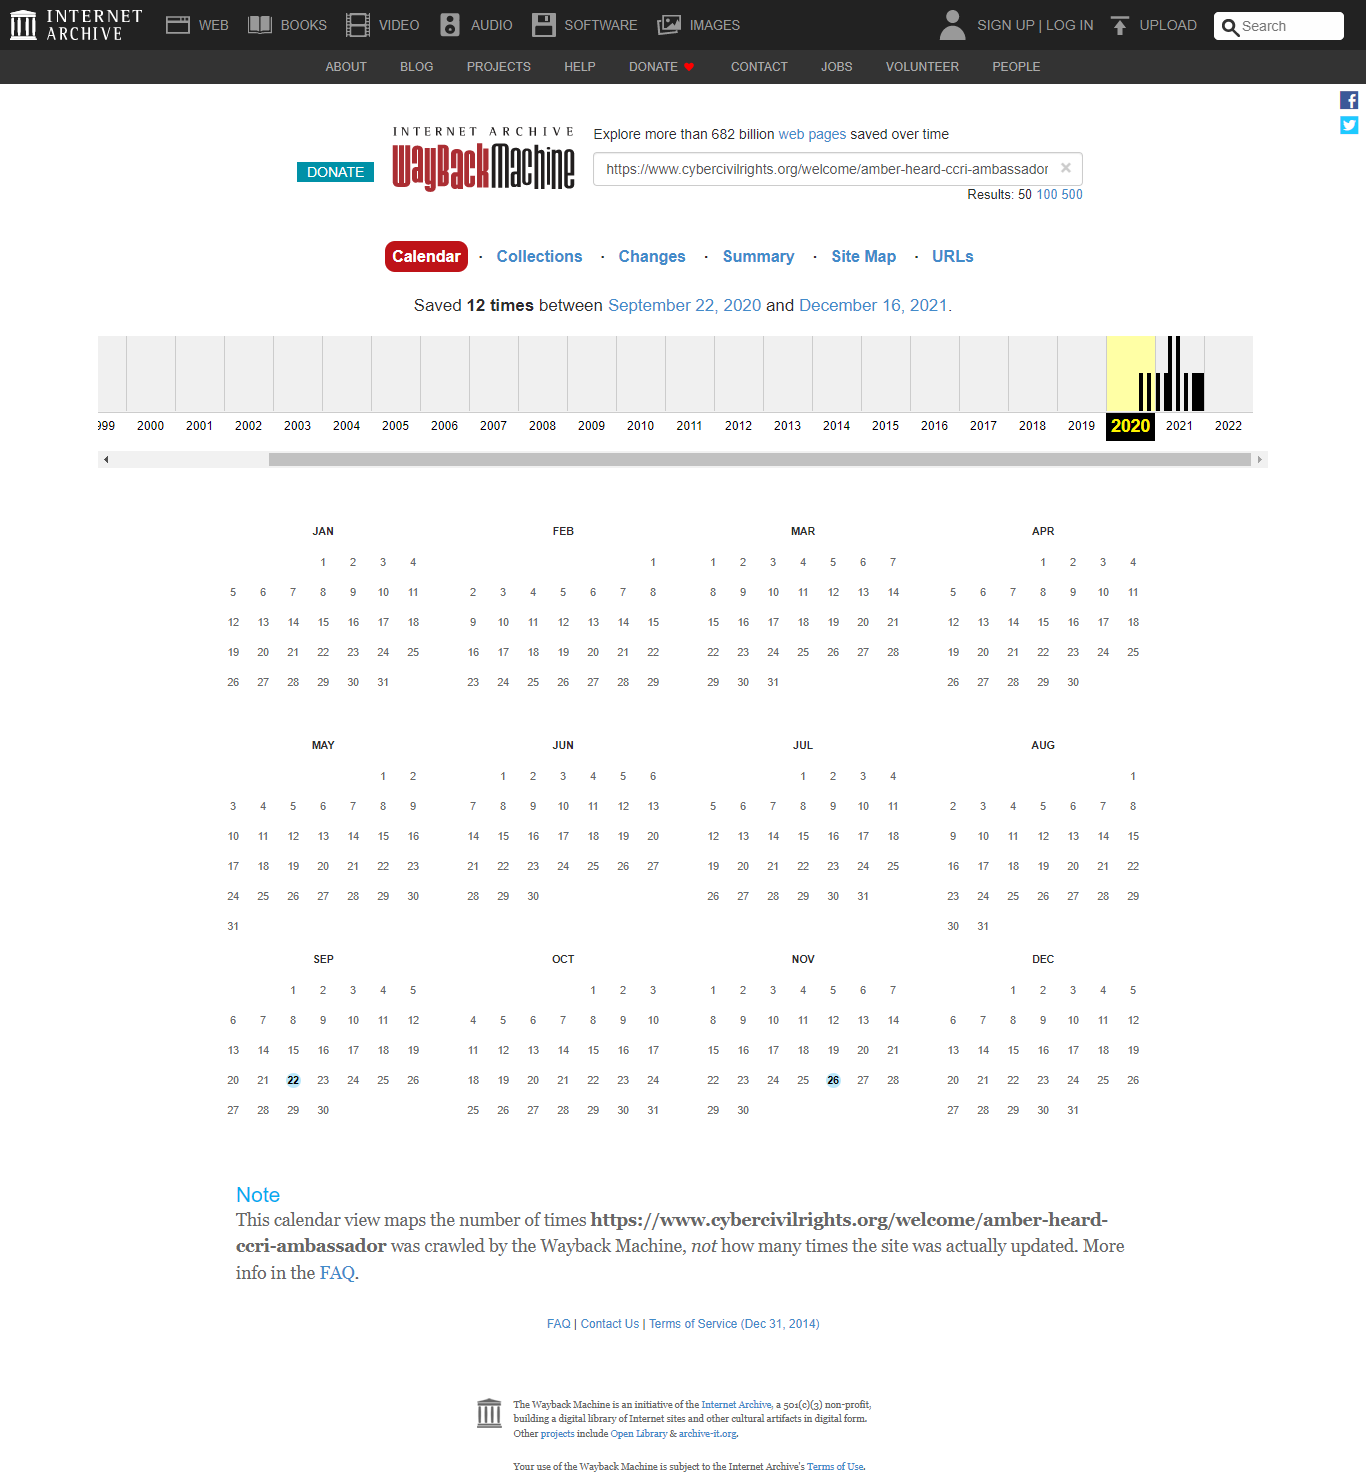 INTERNET ARCHIVE
WEB BOOKS VIDEO AUDIO SOFTWARE IMAGES SIGN UP | LOG IN UPLOAD Search
ABOUT BLOG PROJECTS HELP DONATE CONTACT JOBS VOLUNTEER PEOPLE
INTERNET ARCHIVE
WayBackMachine
DONATE
Explore more than 682 billion web pages saved over time
https://www.cybercivilrights.org/welcome/amber-heard-ccri-ambassador
Results: 50 100 500
Calendar · Collections · Changes · Summary · Site Map · URLs
Saved 12 times between September 22, 2020 and December 16, 2021.
999 2000 2001 2002 2003 2004 2005 2006 2007 2008 2009 2010 2011 2012 2013 2014 2015 2016 2017 2018 2019 2020 2021 2022
JAN FEB MAR APR
1 2 3 4 1 1 2 3 4 5 6 7 1 2 3 4
5 6 7 8 9 10 11 2 3 4 5 6 7 8 8 9 10 11 12 13 14 5 6 7 8 9 10 11
12 13 14 15 16 17 18 9 10 11 12 13 14 15 15 16 17 18 19 20 21 12 13 14 15 16 17 18
19 20 21 22 23 24 25 16 17 18 19 20 21 22 22 23 24 25 26 27 28 19 20 21 22 23 24 25
26 27 28 29 30 31 23 24 25 26 27 28 29 29 30 31 26 27 28 29 30
MAY JUN JUL AUG
1 2 1 2 3 4 5 6 1 2 3 4 1
3 4 5 6 7 8 9 7 8 9 10 11 12 13 5 6 7 8 9 10 11 2 3 4 5 6 7 8
10 11 12 13 14 15 16 14 15 16 17 18 19 20 12 13 14 15 16 17 18 9 10 11 12 13 14 15
17 18 19 20 21 22 23 21 22 23 24 25 26 27 19 20 21 22 23 24 25 16 17 18 19 20 21 22
24 25 26 27 28 29 30 28 29 30 26 27 28 29 30 31 23 24 25 26 27 28 29
31 30 31
SEP OCT NOV DEC
1 2 3 4 5 1 2 3 1 2 3 4 5 6 7 1 2 3 4 5
6 7 8 9 10 11 12 4 5 6 7 8 9 10 8 9 10 11 12 13 14 6 7 8 9 10 11 12
13 14 15 16 17 18 19 11 12 13 14 15 16 17 15 16 17 18 19 20 21 13 14 15 16 17 18 19
20 21 22 23 24 25 26 18 19 20 21 22 23 24 22 23 24 25 26 27 28 20 21 22 23 24 25 26
27 28 29 30 25 26 27 28 29 30 31 29 30 27 28 29 30 31
Note
This calendar view maps the number of times https://www.cybercivilrights.org/welcome/amber-heard-
ccri-ambassador was crawled by the Wayback Machine, not how many times the site was actually updated. More
info in the FAQ.
FAQ | Contact Us | Terms of Service (Dec 31, 2014)
The Wayback Machine is an initiative of the Internet Archive, a 501(c)(3) non-profit,
building a digital library of Internet sites and other cultural artifacts in digital form.
Other projects include Open Library & archive-it.org.
Your use of the Wayback Machine is subject to the Internet Archive's Terms of Use.